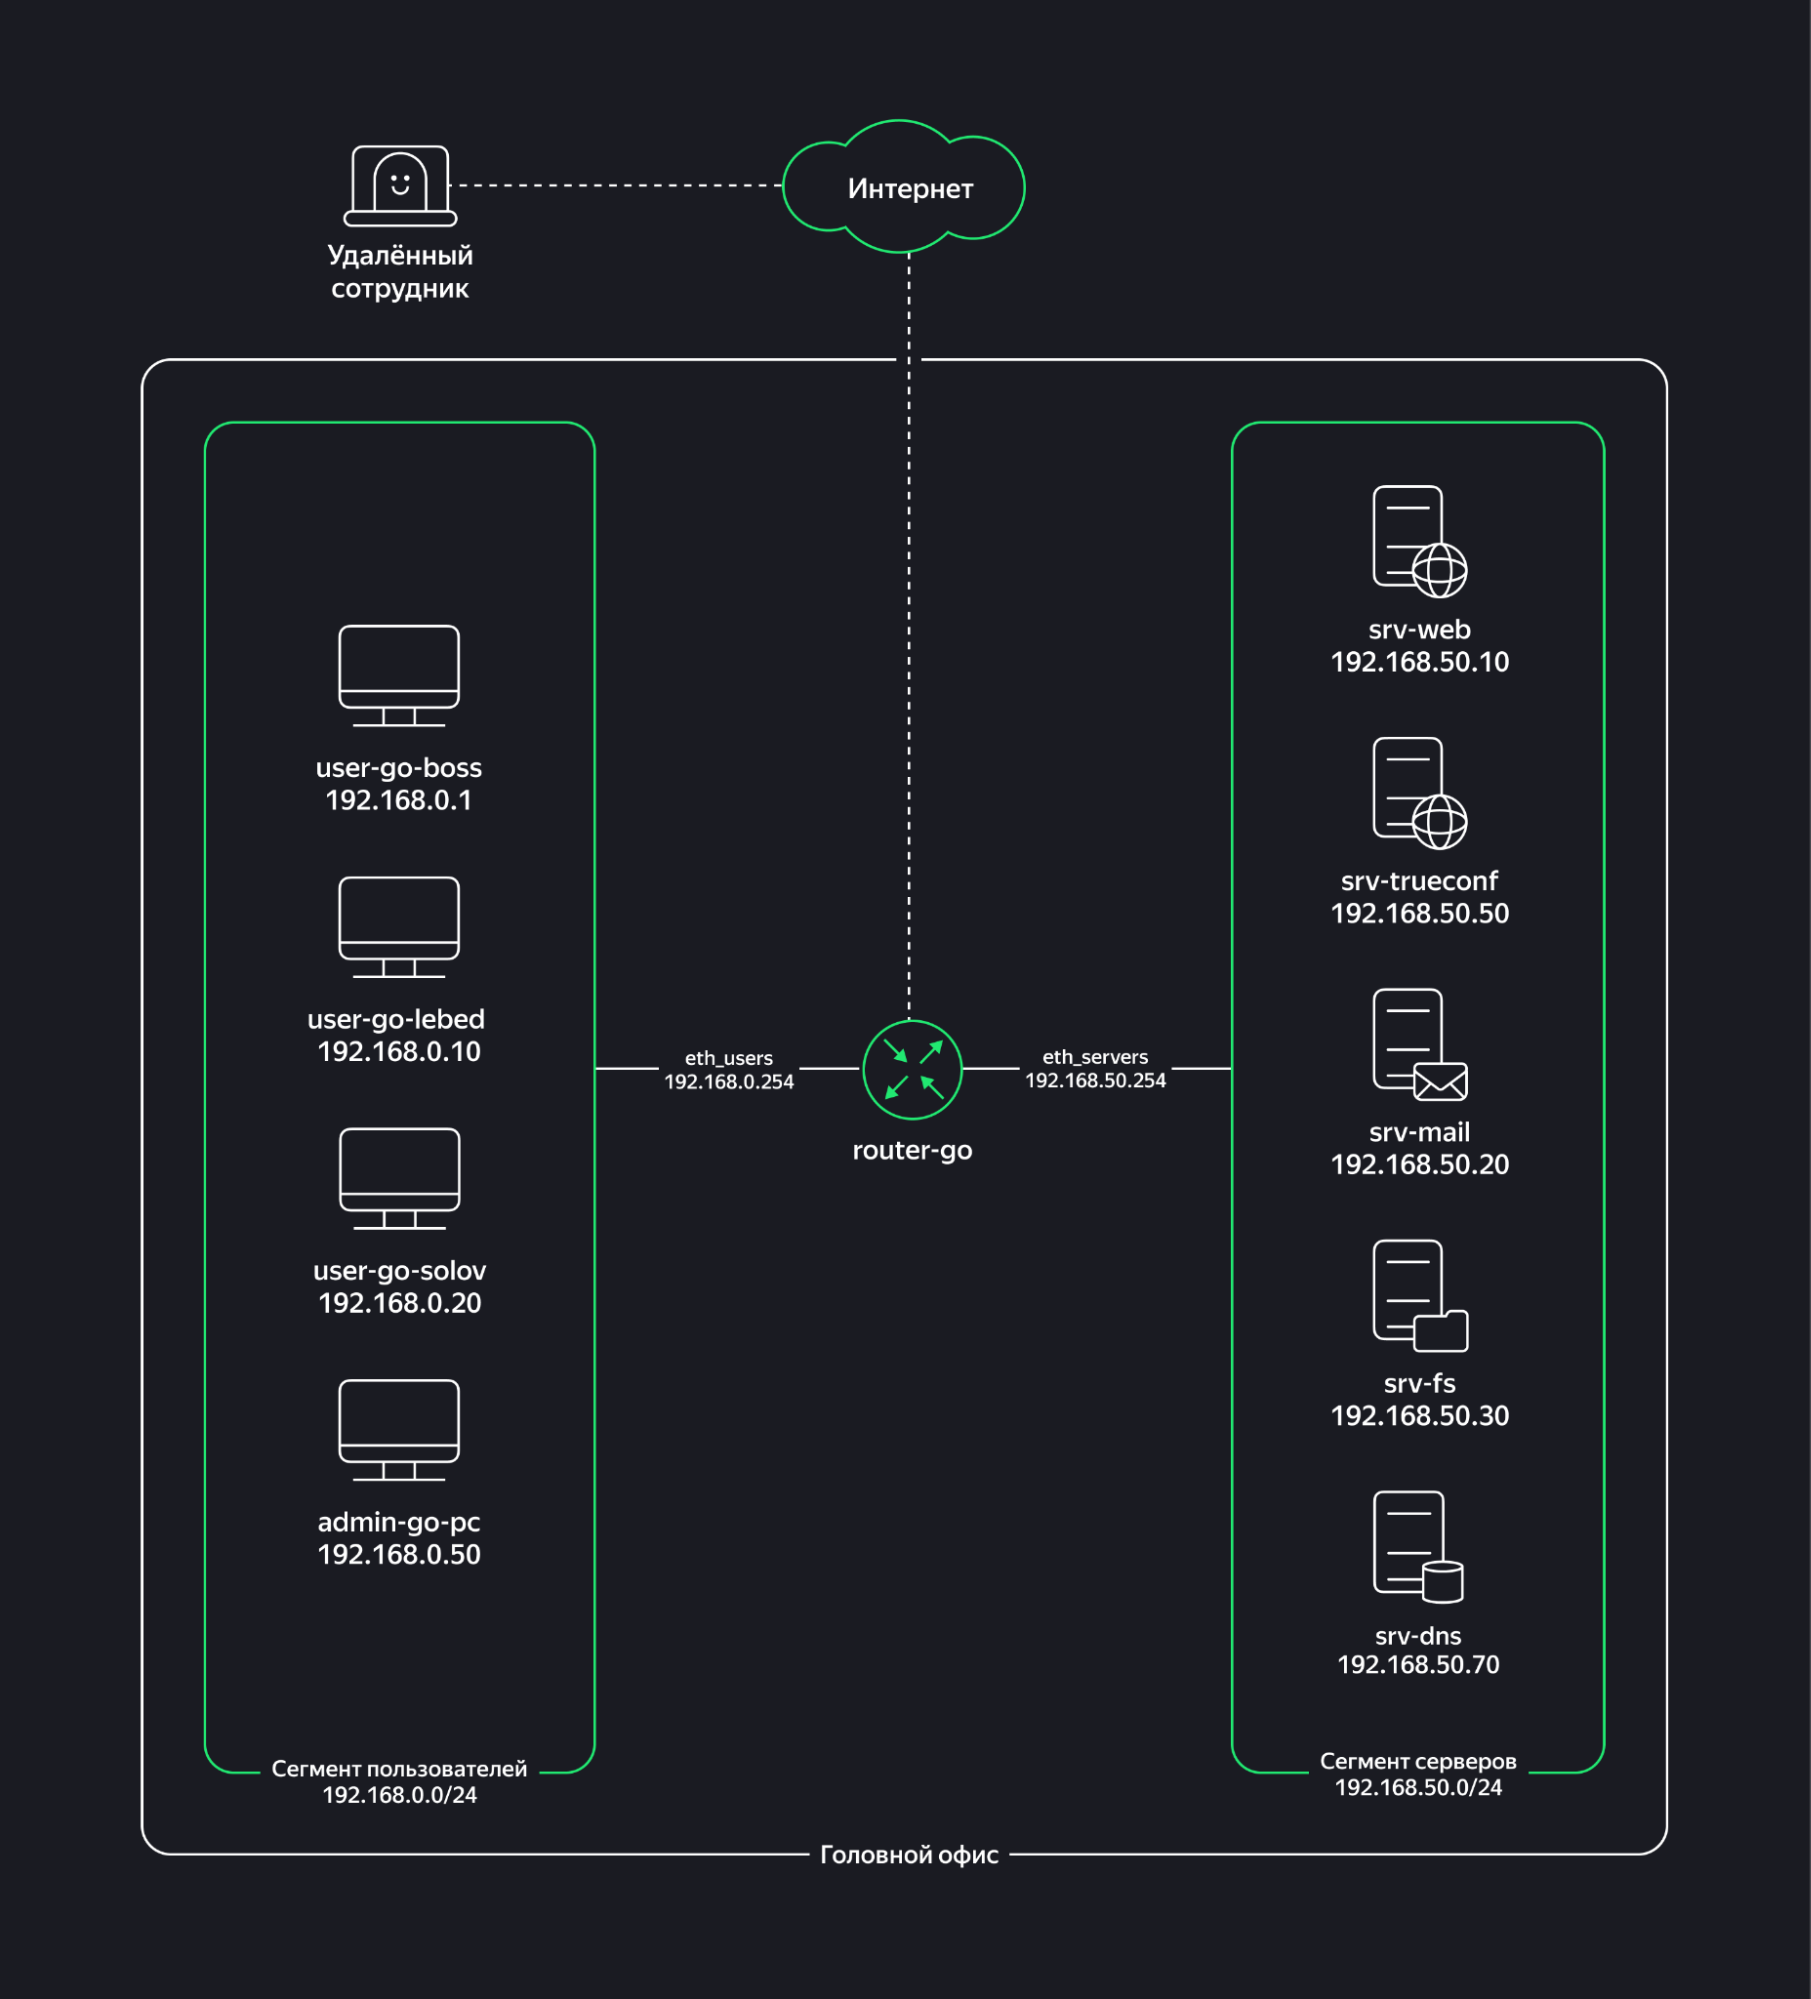 Интернет
Удалённый
сотрудник
user-go-boss
192.168.0.1
user-go-lebed
192.168.0.10
user-go-solov
192.168.0.20
admin-go-pc
192.168.0.50
Сегмент пользователей
192.168.0.0/24
eth_users
192.168.0.254
router-go
eth_servers
192.168.50.254
srv-web
192.168.50.10
srv-trueconf
192.168.50.50
srv-mail
192.168.50.20
srv-fs
192.168.50.30
srv-dns
192.168.50.70
Сегмент серверов
192.168.50.0/24
Головной офис